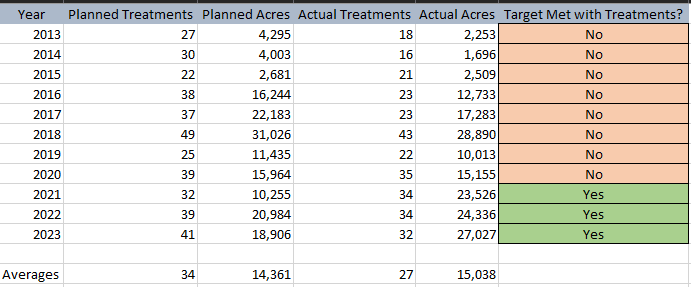 Year Planned Treatments Planned Acres Actual Treatments Actual Acres Target Met with Treatments?
2013 27 4,295 18 2,253 No
2014 30 4,003 16 1,696 No
2015 22 2,681 21 2,509 No
2016 38 16,244 23 12,733 No
2017 37 22,183 23 17,283 No
2018 49 31,026 43 28,890 No
2019 25 11,435 22 10,013 No
2020 39 15,964 35 15,155 No
2021 32 10,255 34 23,526 Yes
2022 39 20,984 34 24,336 Yes
2023 41 18,906 32 27,027 Yes
Averages 34 14,361 27 15,038